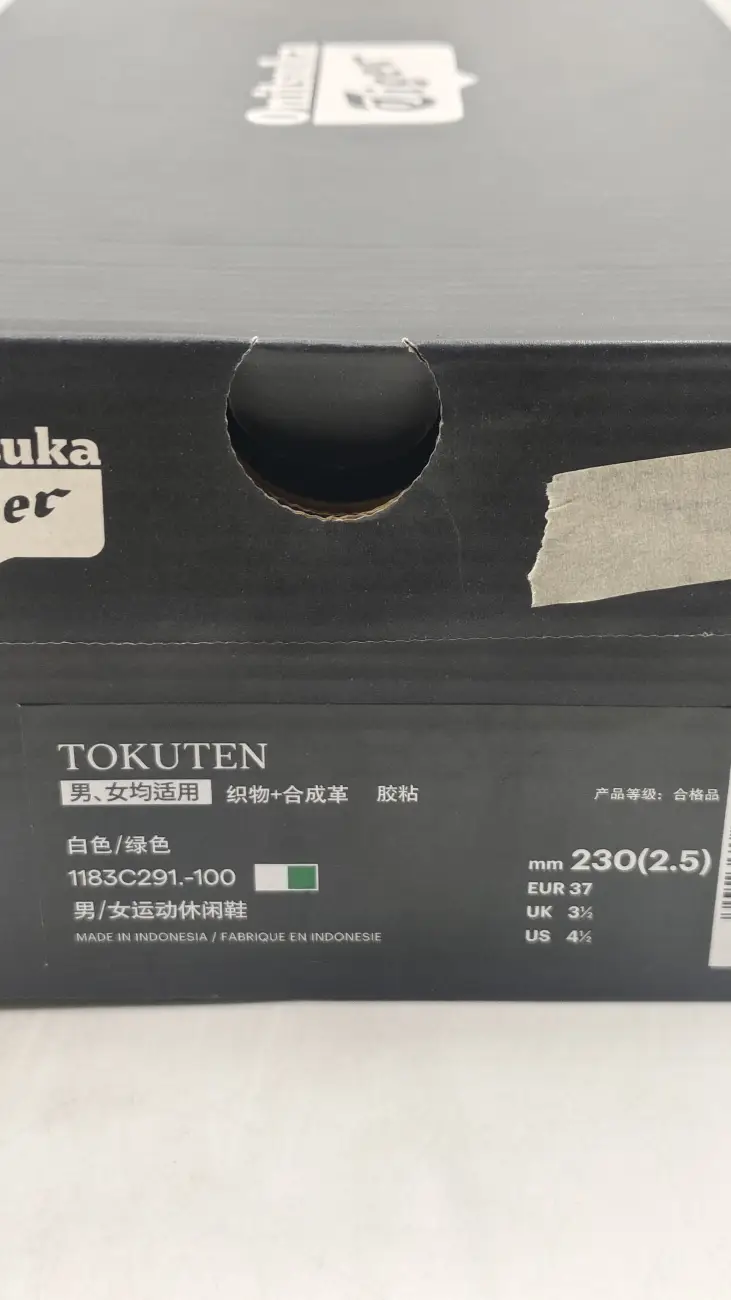 Onitsuka
Tiger
uka
er
TOKUTEN
男、女均适用 织物+合成革 胶粘
产品等级：合格品
白色/绿色
1183C291.-100
男/女运动休闲鞋
MADE IN INDONESIA / FABRIQUE EN INDONESIE
mm 230(2.5)
EUR 37
UK 3½
US 4½